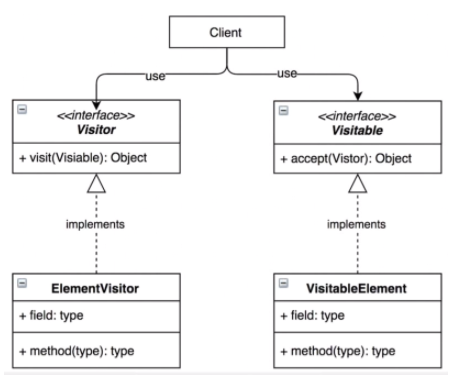 Client
use
use
<<interface>>
Visitor
+ visit(Visiable): Object
<<interface>>
Visitable
+ accept(Vistor): Object
implements
implements
ElementVisitor
+ field: type
+ method(type): type
VisitableElement
+ field: type
+ method(type): type